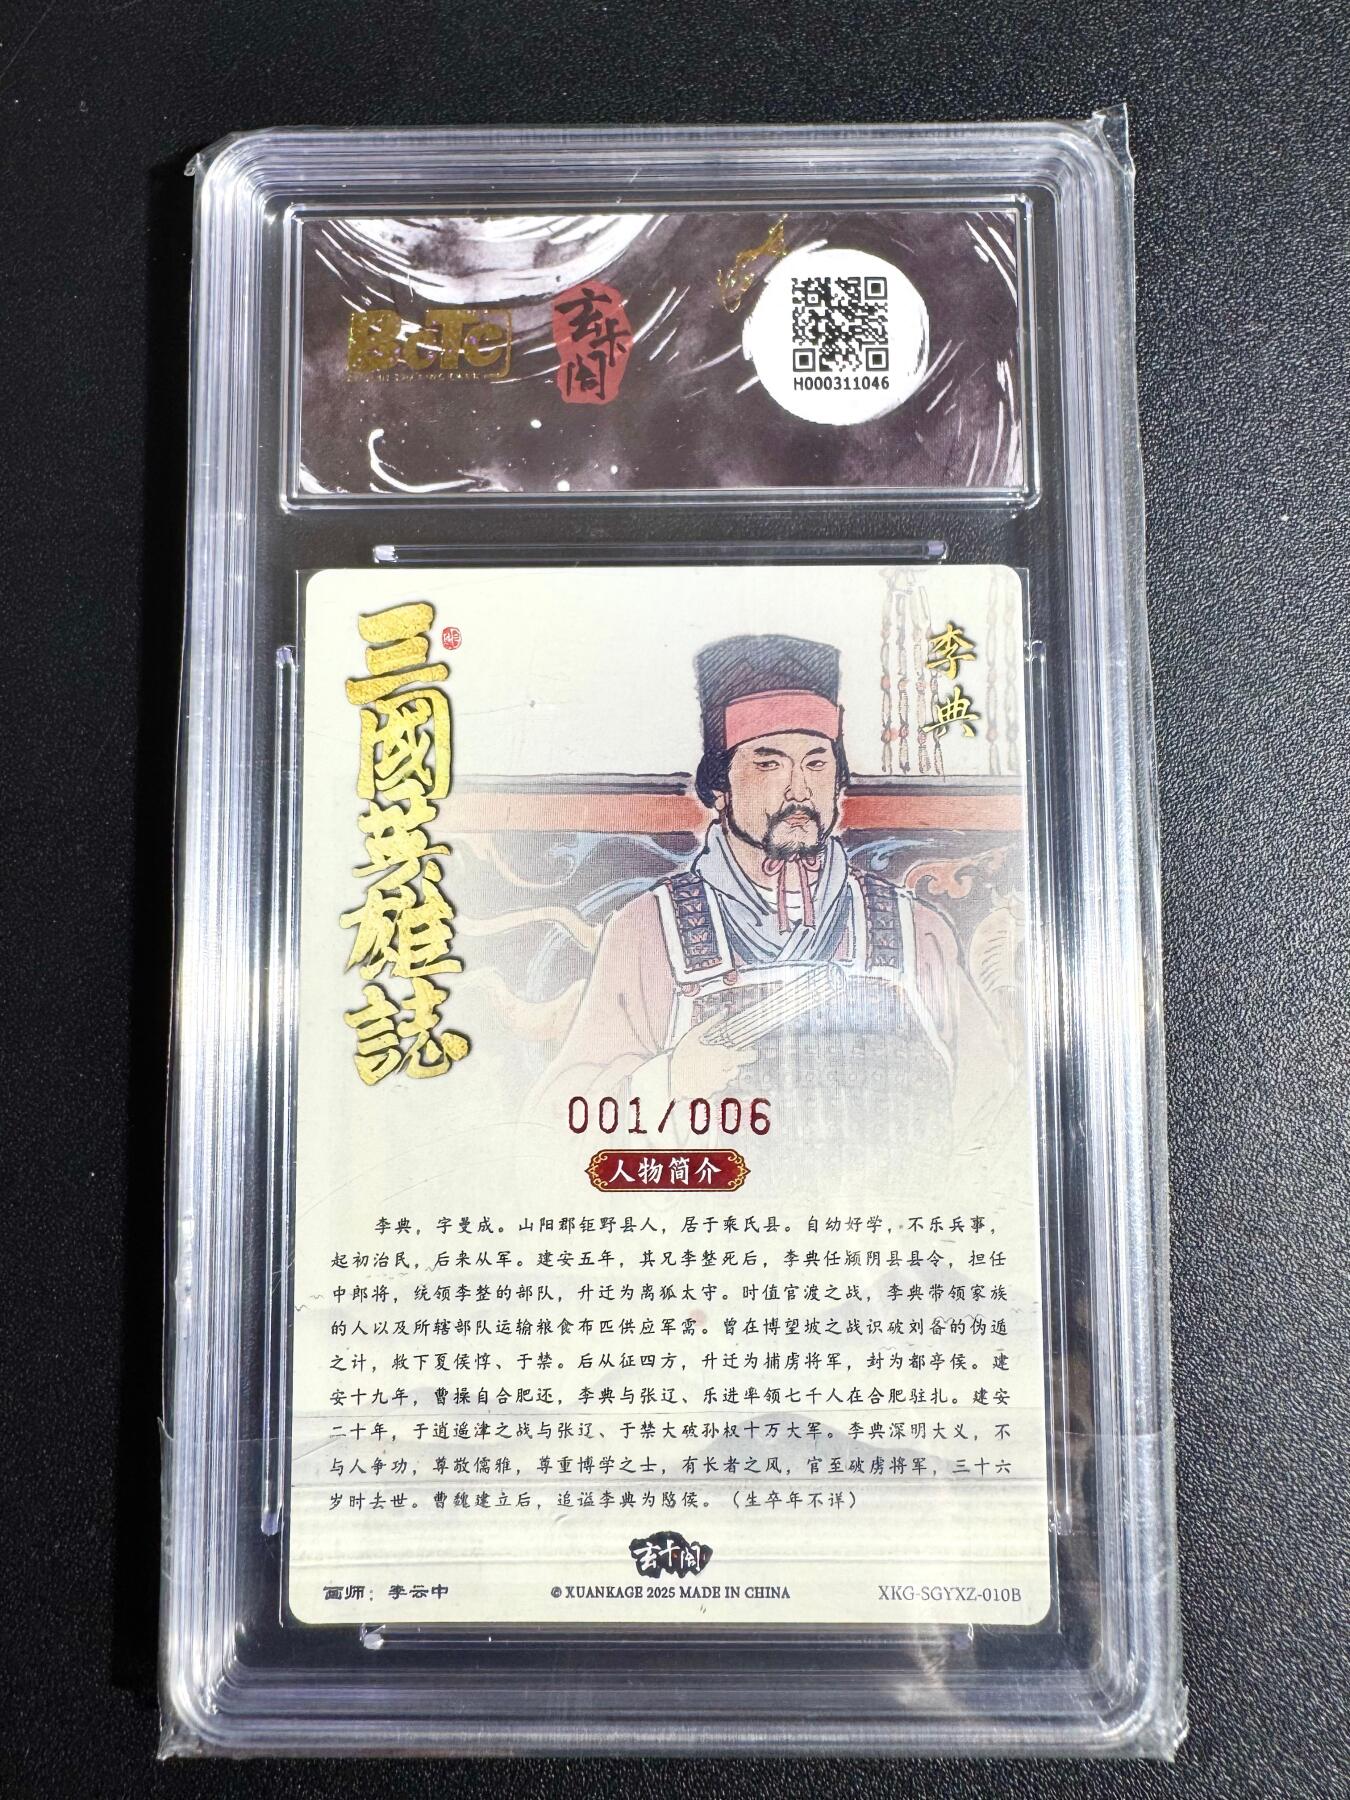 BCTC
玄卡阁
H000311046
三國英雄誌
李典
001/006
人物简介
李典，字曼成。山阳郡钜野县人，居于乘氏县。自幼好学，不乐兵事，
起初治民，后来从军。建安五年，其兄李整死后，李典任颍阴县县令，担任
中郎将，统领李整的部队，升迁为离狐太守。时值官渡之战，李典带领家族
的人以及所辖部队运输粮食布匹供应军需。曾在博望坡之战识破刘备的伪遁
之计，救下夏侯惇、于禁。后从征四方，升迁为捕虏将军，封为都亭侯。建
安十九年，曹操自合肥还，李典与张辽、乐进率领七千人在合肥驻扎。建安
二十年，于逍遥津之战与张辽、于禁大破孙权十万大军。李典深明大义，不
与人争功，尊敬儒雅，尊重博学之士，有长者之风，官至破虏将军，三十六
岁时去世。曹魏建立后，追谥李典为愍侯。（生卒年不详）
玄卡阁
画师：李云中
© XUANKAGE 2025 MADE IN CHINA
XKG-SGYXZ-010B